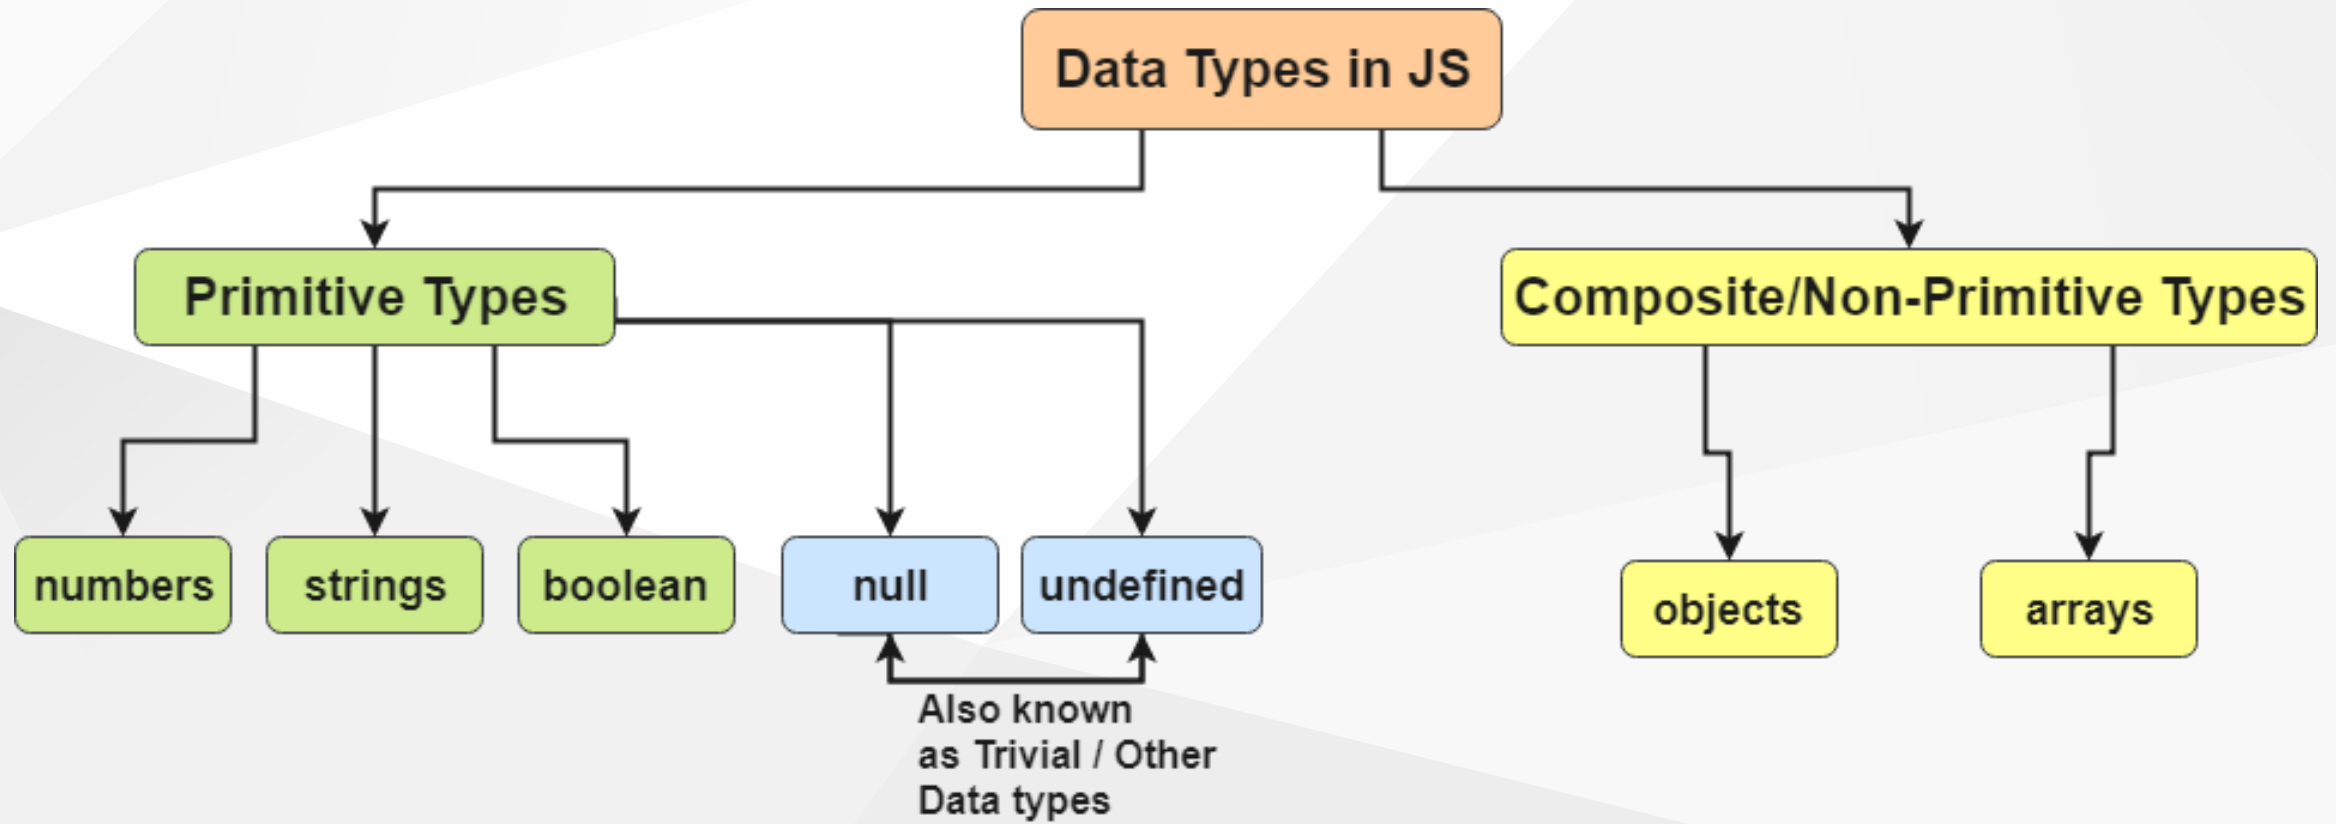 Data Types in JS
Primitive Types
Composite/Non-Primitive Types
numbers
strings
boolean
null
undefined
objects
arrays
Also known
as Trivial / Other
Data types